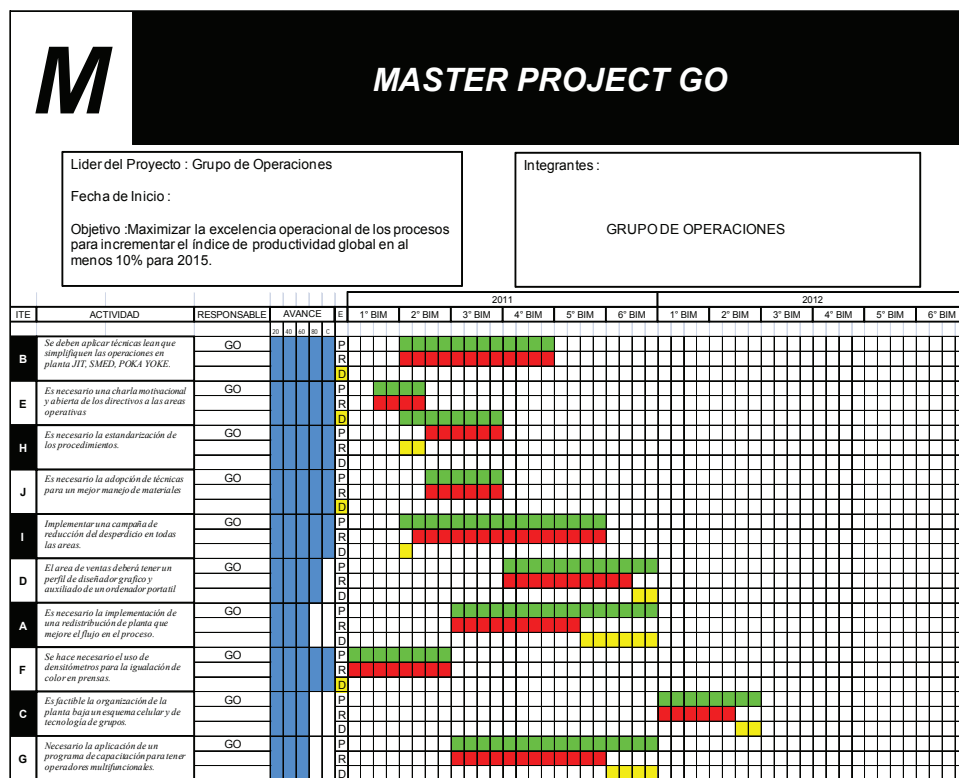 M
MASTER PROJECT GO
Lider del Proyecto : Grupo de Operaciones
Fecha de Inicio :
Objetivo :Maximizar la excelencia operacional de los procesos
para incrementar el índice de productividad global en al
menos 10% para 2015.
Integrantes :
GRUPO DE OPERACIONES
2011 2012
ITE ACTIVIDAD RESPONSABLE AVANCE E 1° BIM 2° BIM 3° BIM 4° BIM 5° BIM 6° BIM 1° BIM 2° BIM 3° BIM 4° BIM 5° BIM 6° BIM
20 40 60 80 C
B Se deben aplicar técnicas lean que GO P
simplifiquen las operaciones en R
planta JIT, SMED, POKA YOKE. D
E Es necesario una charla motivacional GO P
y abierta de los directivos a las areas R
operativas D
H Es necesario la estandarización de GO P
los procedimientos. R
D
J Es necesario la adopción de técnicas GO P
para un mejor manejo de materiales R
D
I Implementar una campaña de GO P
reducción del desperdicio en todas R
las areas. D
D El area de ventas deberá tener un GO P
perfil de diseñador grafico y R
auxiliado de un ordenador portatil D
A Es necesario la implementación de GO P
una redistribución de planta que R
mejore el flujo en el proceso. D
F Se hace necesario el uso de GO P
densitómetros para la igualación de R
color en prensas. D
C Es factible la organización de la GO P
planta baja un esquema celular y de R
tecnología de grupos. D
G Necesario la aplicación de un GO P
programa de capacitación para tener R
operadores multifuncionales. D